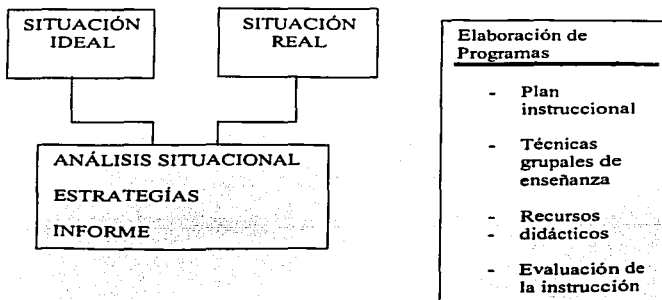 SITUACIÓN
IDEAL
SITUACIÓN
REAL
ANÁLISIS SITUACIONAL
ESTRATEGÍAS
INFORME
Elaboración de
Programas
- Plan
instruccional
- Técnicas
grupales de
enseñanza
- Recursos
- didácticos
- Evaluación de
la instrucción